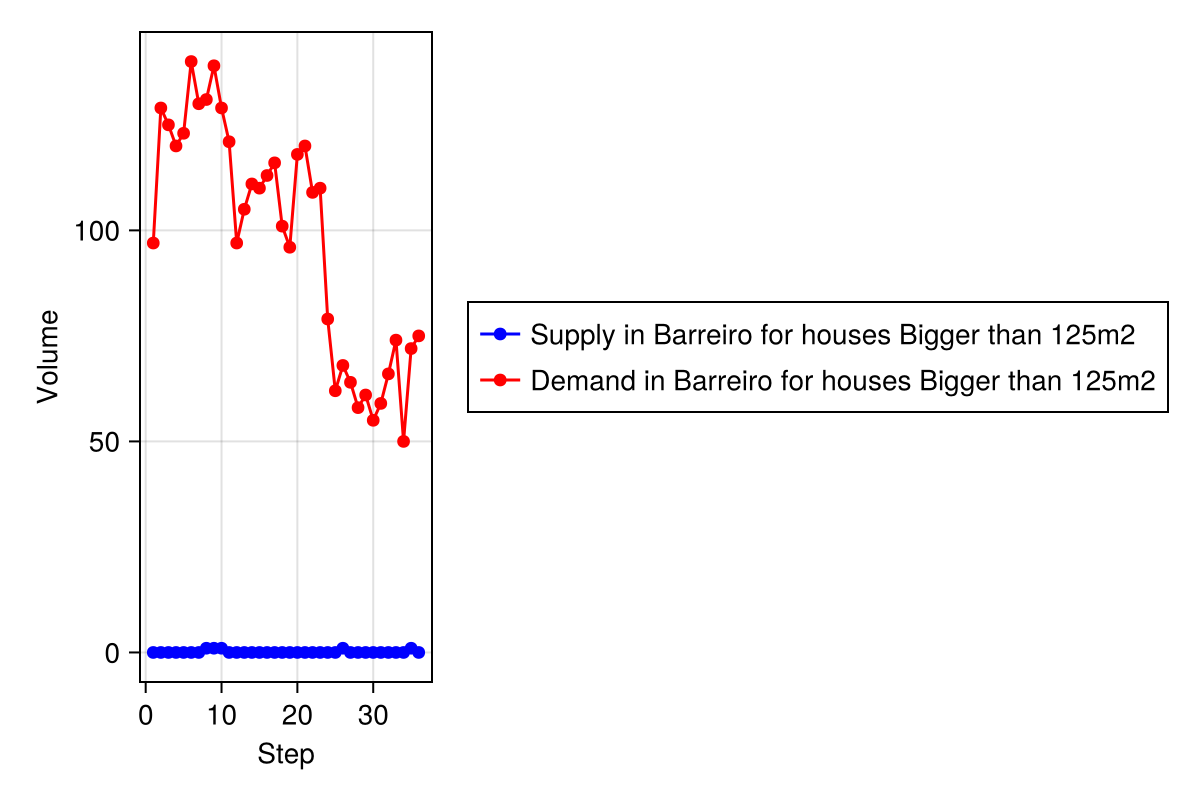 Volume
100
50
0
0 10 20 30
Step
Supply in Barreiro for houses Bigger than 125m2
Demand in Barreiro for houses Bigger than 125m2